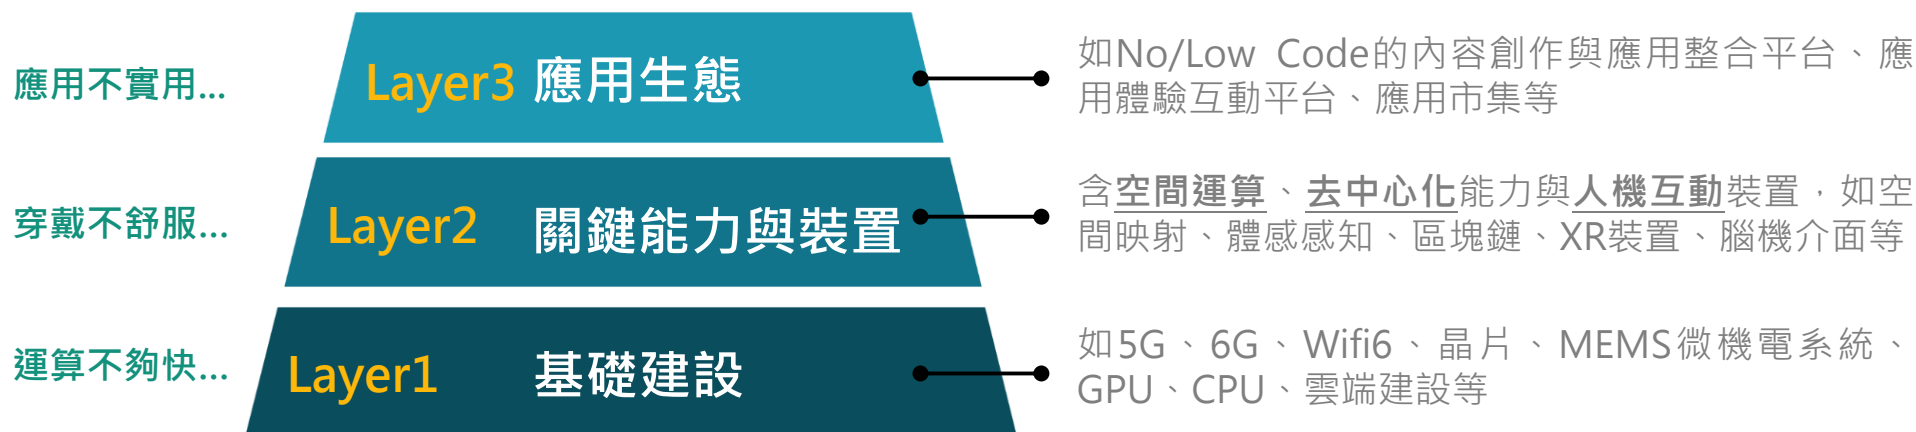 應用不實用...
Layer3 應用生態
如No/Low Code的內容創作與應用整合平台、應
用體驗互動平台、應用市集等
穿戴不舒服...
Layer2 關鍵能力與裝置
含空間運算、去中心化能力與人機互動裝置，如空
間映射、體感感知、區塊鏈、XR裝置、腦機介面等
運算不夠快...
Layer1 基礎建設
如5G、6G、Wifi6、晶片、MEMS微機電系統、
GPU、CPU、雲端建設等